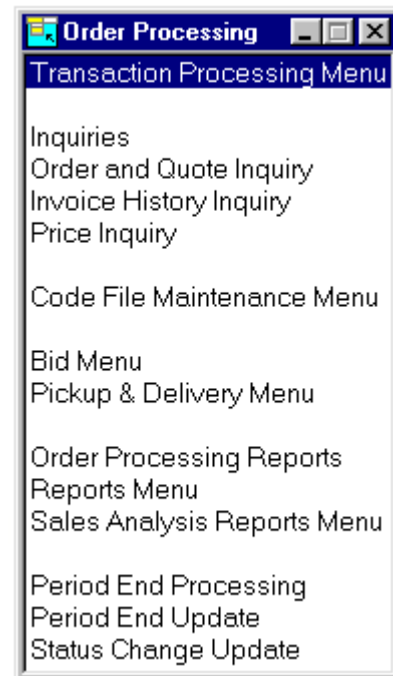 Order Processing
Transaction Processing Menu
Inquiries
Order and Quote Inquiry
Invoice History Inquiry
Price Inquiry
Code File Maintenance Menu
Bid Menu
Pickup & Delivery Menu
Order Processing Reports
Reports Menu
Sales Analysis Reports Menu
Period End Processing
Period End Update
Status Change Update